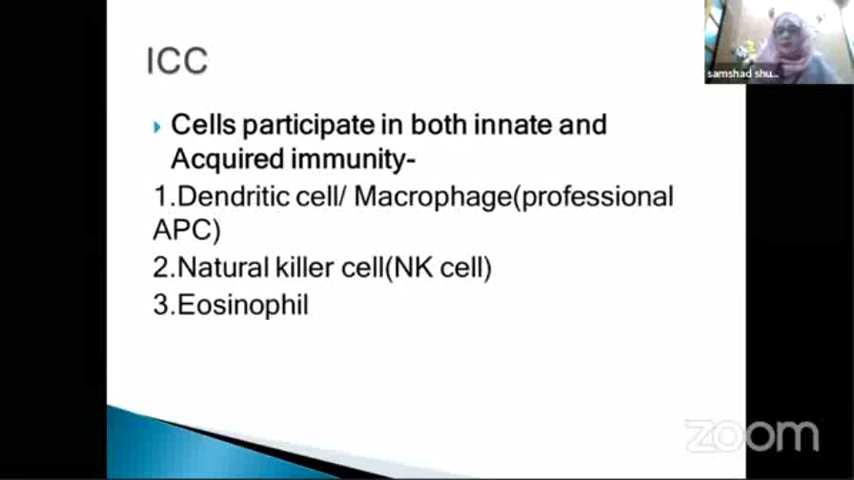 ICC
samshad shu...
Cells participate in both innate and
Acquired immunity-
1.Dendritic cell/ Macrophage(professional
APC)
2.Natural killer cell(NK cell)
3.Eosinophil
zoom